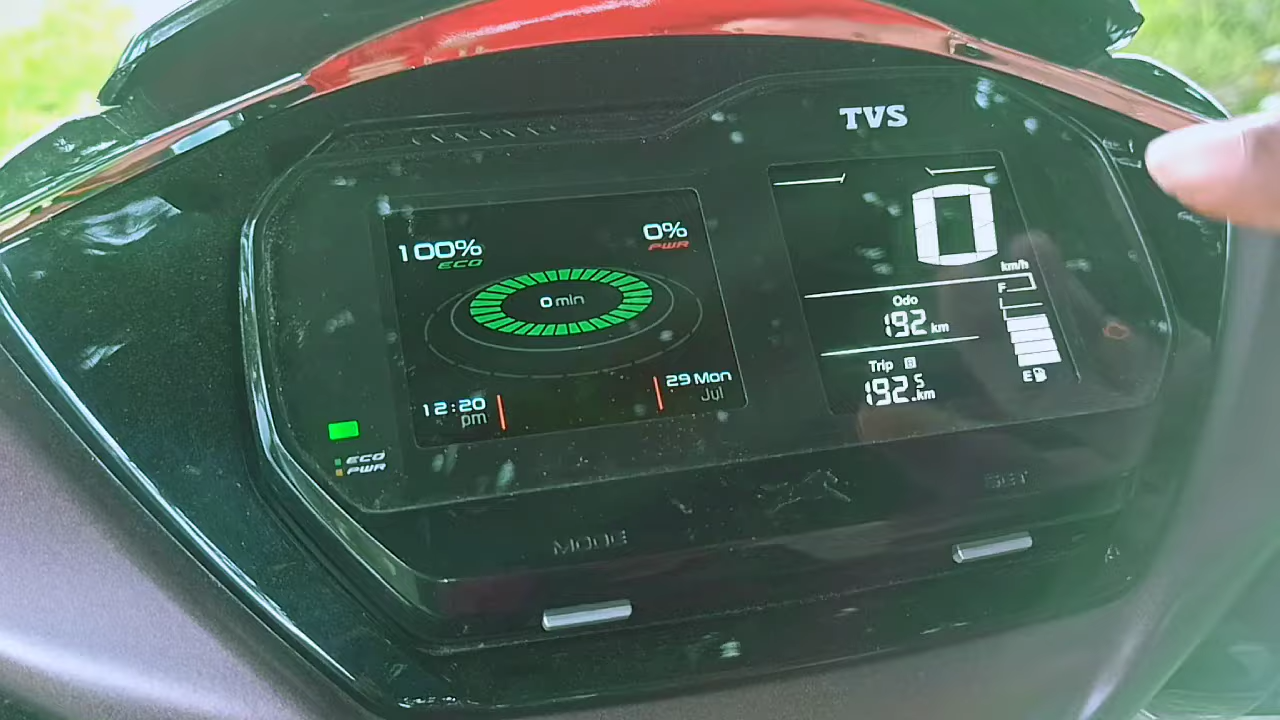 TVS
100%
ECO
0%
PWR
0 min
12:20
pm
29 Mon
Jul
ECO
PWR
0
km/h
F
Odo
192 km
Trip B
192.5 km
E
MODE
SET